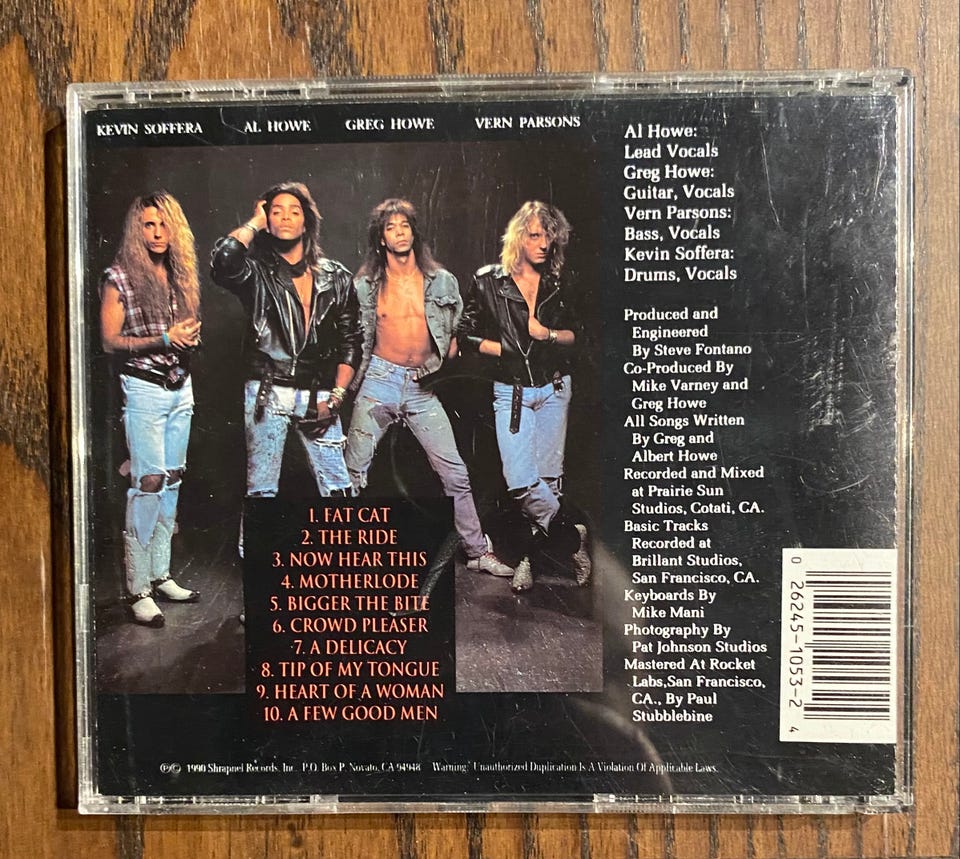 KEVIN SOFFERA AL HOWE GREG HOWE VERN PARSONS
Al Howe:
Lead Vocals
Greg Howe:
Guitar, Vocals
Vern Parsons:
Bass, Vocals
Kevin Soffera:
Drums, Vocals
Produced and
Engineered
By Steve Fontano
Co-Produced By
Mike Varney and
Greg Howe
All Songs Written
By Greg and
Albert Howe
Recorded and Mixed
at Prairie Sun
Studios, Cotati, CA.
Basic Tracks
Recorded at
Brillant Studios,
San Francisco, CA.
Keyboards By
Mike Mani
Photography By
Pat Johnson Studios
Mastered At Rocket
Labs,San Francisco,
CA., By Paul
Stubblebine
1. FAT CAT
2. THE RIDE
3. NOW HEAR THIS
4. MOTHERLODE
5. BIGGER THE BITE
6. CROWD PLEASER
7. A DELICACY
8. TIP OF MY TONGUE
9. HEART OF A WOMAN
10. A FEW GOOD MEN
0 26245-1053-2 4
℗© 1990 Shrapnel Records, Inc. P.O. Box P, Novato, CA 94948 Warning: Unauthorized Duplication Is A Violation Of Applicable Laws.